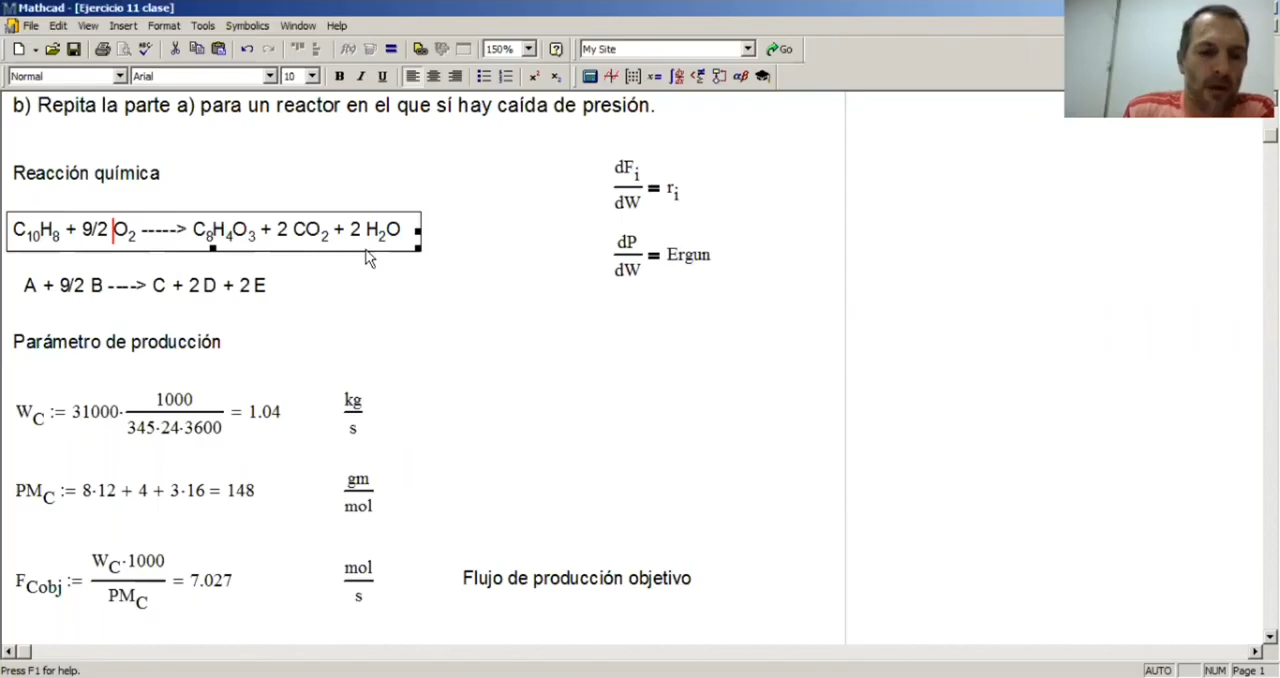 Mathcad - [Ejercicio 11 clase]
File Edit View Insert Format Tools Symbolics Window Help
150% My Site Go
Normal Arial 10 B I U
b) Repita la parte a) para un reactor en el que sí hay caída de presión.
Reacción química
dF_i/dW = r_i
C₁₀H₈ + 9/2 O₂ -----> C₈H₄O₃ + 2 CO₂ + 2 H₂O
dP/dW = Ergun
A + 9/2 B ----> C + 2 D + 2 E
Parámetro de producción
W_C := 31000·1000/(345·24·3600) = 1.04 kg/s
PM_C := 8·12 + 4 + 3·16 = 148 gm/mol
F_Cobj := W_C·1000/PM_C = 7.027 mol/s Flujo de producción objetivo
Press F1 for help. AUTO NUM Page 1